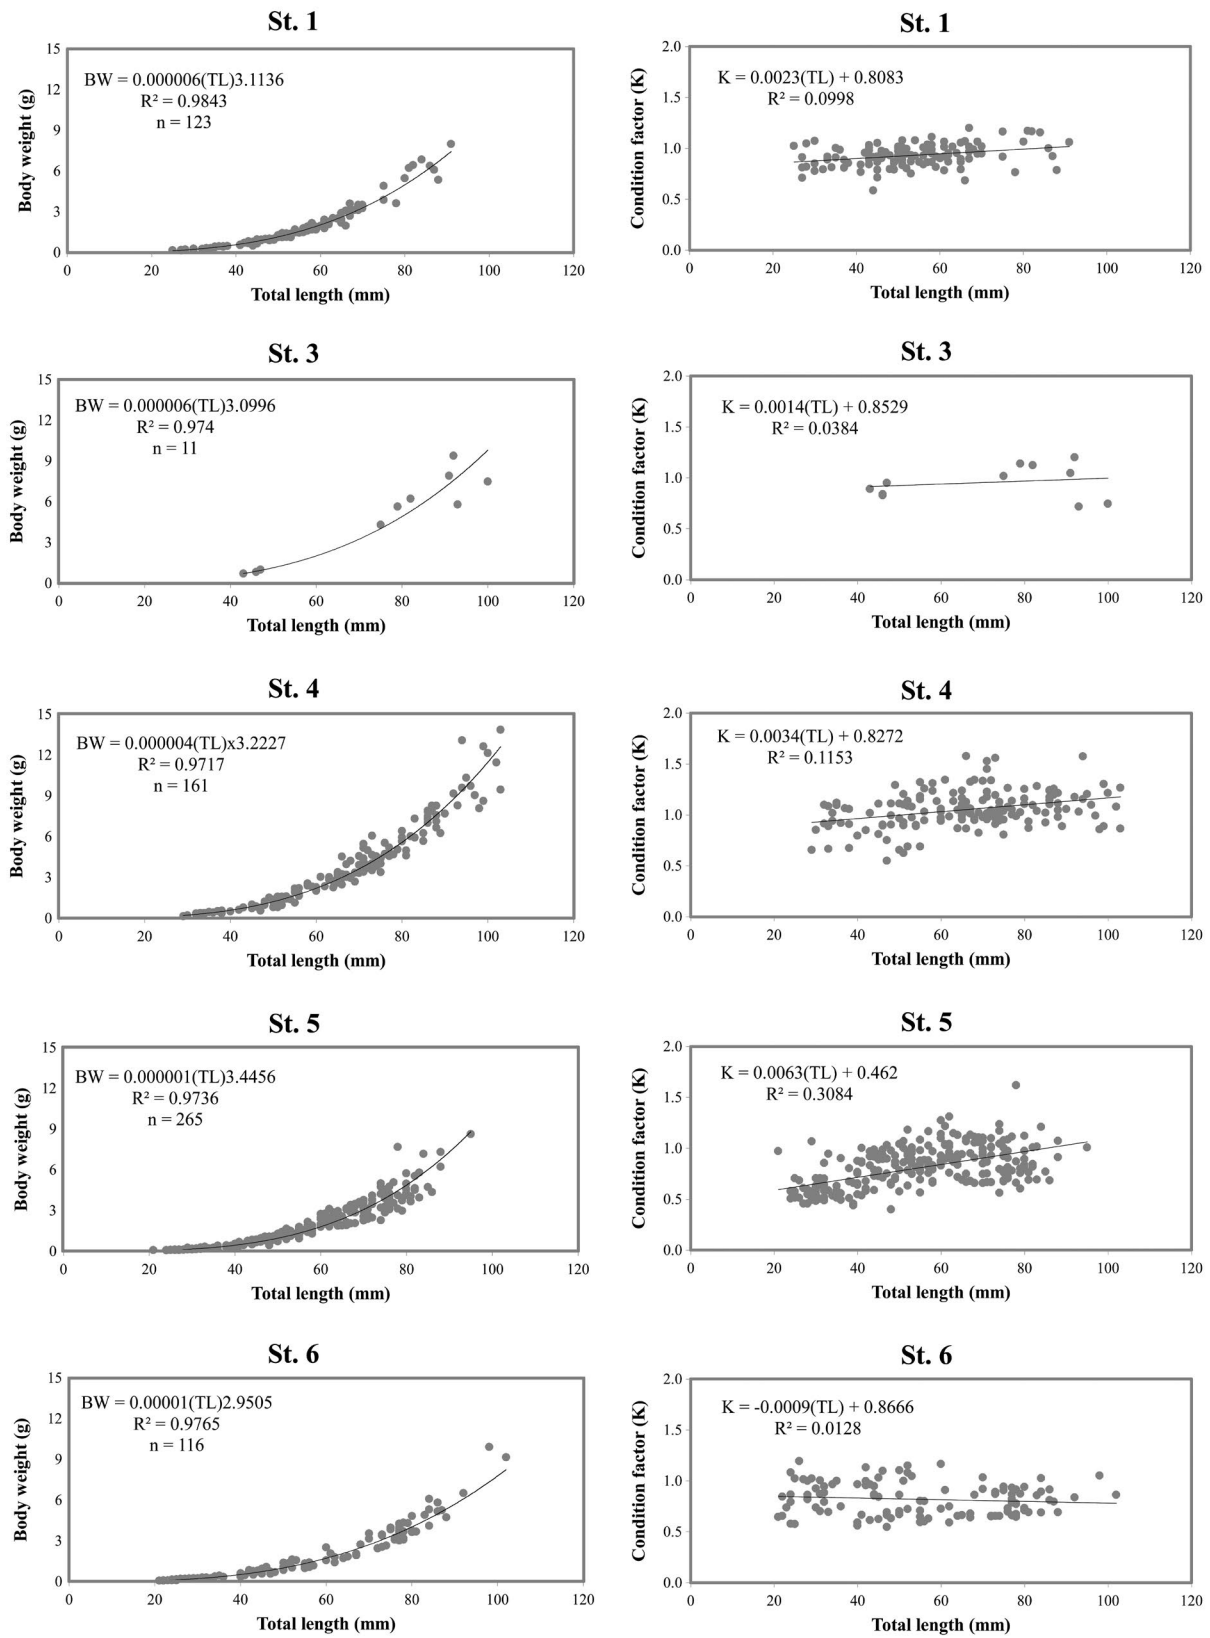 St. 1
15
12
9
6
3
0
Body weight (g)
BW = 0.000006(TL)3.1136
R² = 0.9843
n = 123
0 20 40 60 80 100 120
Total length (mm)
St. 1
2.0
1.5
1.0
0.5
0.0
Condition factor (K)
K = 0.0023(TL) + 0.8083
R² = 0.0998
0 20 40 60 80 100 120
Total length (mm)
St. 3
15
12
9
6
3
0
Body weight (g)
BW = 0.000006(TL)3.0996
R² = 0.974
n = 11
0 20 40 60 80 100 120
Total length (mm)
St. 3
2.0
1.5
1.0
0.5
0.0
Condition factor (K)
K = 0.0014(TL) + 0.8529
R² = 0.0384
0 20 40 60 80 100 120
Total length (mm)
St. 4
15
12
9
6
3
0
Body weight (g)
BW = 0.000004(TL)x3.2227
R² = 0.9717
n = 161
0 20 40 60 80 100 120
Total length (mm)
St. 4
2.0
1.5
1.0
0.5
0.0
Condition factor (K)
K = 0.0034(TL) + 0.8272
R² = 0.1153
0 20 40 60 80 100 120
Total length (mm)
St. 5
15
12
9
6
3
0
Body weight (g)
BW = 0.000001(TL)3.4456
R² = 0.9736
n = 265
0 20 40 60 80 100 120
Total length (mm)
St. 5
2.0
1.5
1.0
0.5
0.0
Condition factor (K)
K = 0.0063(TL) + 0.462
R² = 0.3084
0 20 40 60 80 100 120
Total length (mm)
St. 6
15
12
9
6
3
0
Body weight (g)
BW = 0.00001(TL)2.9505
R² = 0.9765
n = 116
0 20 40 60 80 100 120
Total length (mm)
St. 6
2.0
1.5
1.0
0.5
0.0
Condition factor (K)
K = -0.0009(TL) + 0.8666
R² = 0.0128
0 20 40 60 80 100 120
Total length (mm)